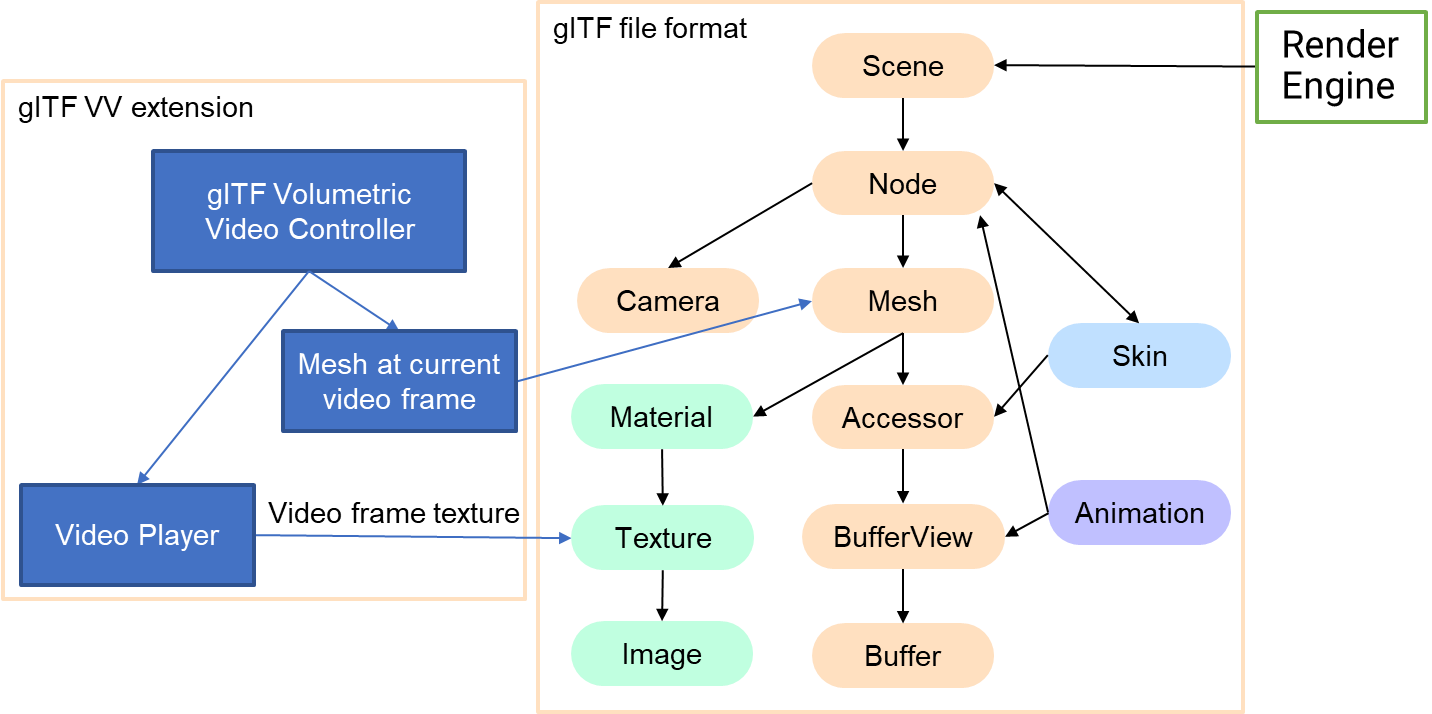 glTF file format
Render
Engine
Scene
glTF VV extension
glTF Volumetric
Video Controller
Node
Camera
Mesh
Mesh at current
video frame
Skin
Material
Accessor
Video Player
Video frame texture
Texture
BufferView
Animation
Image
Buffer